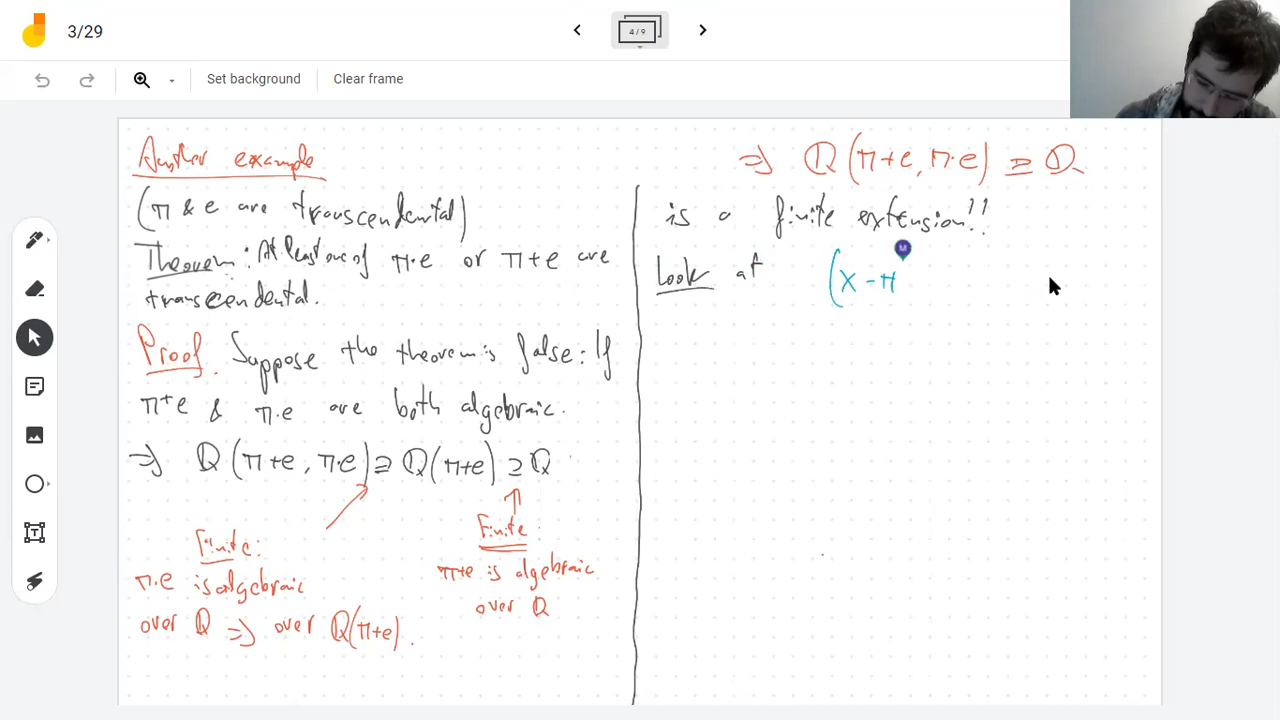 3/29
4/9
Set background
Clear frame
Another example
(π & e are transcendental)
Theorem: At least one of π·e or π+e are
transcendental.
Proof. Suppose the theorem is false: If
π+e & π·e are both algebraic.
⇒ Q(π+e, π·e) ⊇ Q(π+e) ⊇ Q
Finite:
π·e is algebraic
over Q ⇒ over Q(π+e).
Finite:
π+e is algebraic
over Q
⇒ Q(π+e, π·e) ⊇ Q
is a finite extension!!
Look at (x - π
M